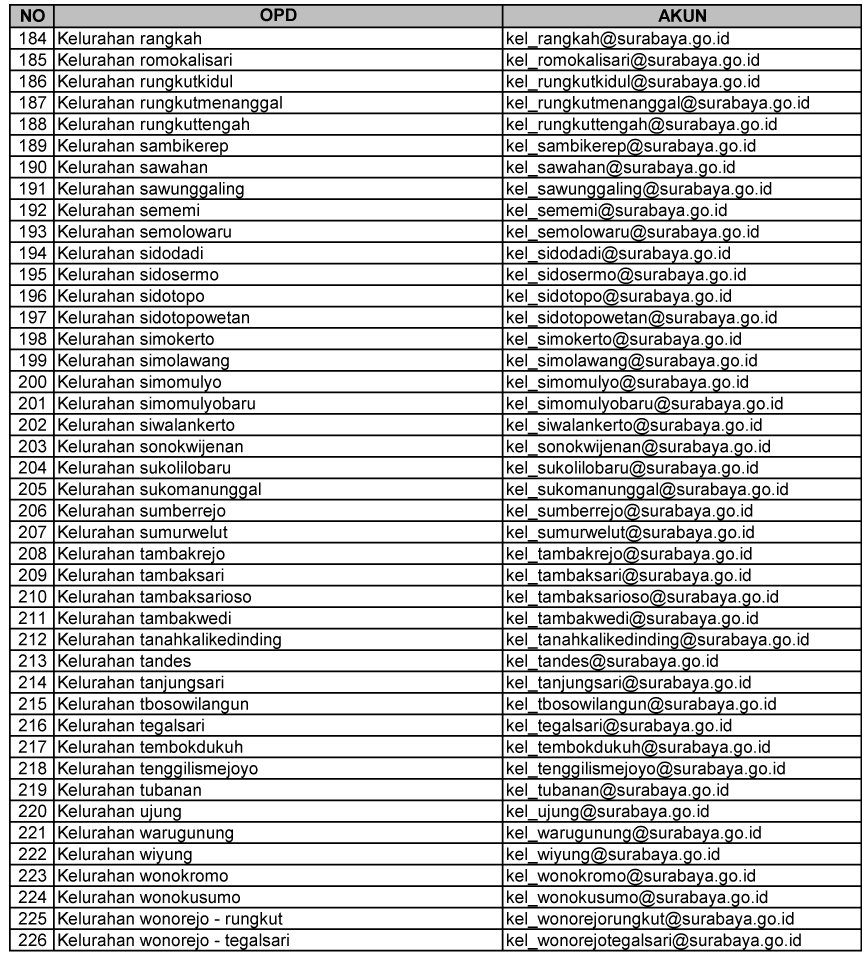 NO OPD AKUN
184 Kelurahan rangkah kel_rangkah@surabaya.go.id
185 Kelurahan romokalisari kel_romokalisari@surabaya.go.id
186 Kelurahan rungkutkidul kel_rungkutkidul@surabaya.go.id
187 Kelurahan rungkutmenanggal kel_rungkutmenanggal@surabaya.go.id
188 Kelurahan rungkuttengah kel_rungkuttengah@surabaya.go.id
189 Kelurahan sambikerep kel_sambikerep@surabaya.go.id
190 Kelurahan sawahan kel_sawahan@surabaya.go.id
191 Kelurahan sawunggaling kel_sawunggaling@surabaya.go.id
192 Kelurahan sememi kel_sememi@surabaya.go.id
193 Kelurahan semolowaru kel_semolowaru@surabaya.go.id
194 Kelurahan sidodadi kel_sidodadi@surabaya.go.id
195 Kelurahan sidosermo kel_sidosermo@surabaya.go.id
196 Kelurahan sidotopo kel_sidotopo@surabaya.go.id
197 Kelurahan sidotopowetan kel_sidotopowetan@surabaya.go.id
198 Kelurahan simokerto kel_simokerto@surabaya.go.id
199 Kelurahan simolawang kel_simolawang@surabaya.go.id
200 Kelurahan simomulyo kel_simomulyo@surabaya.go.id
201 Kelurahan simomulyobaru kel_simomulyobaru@surabaya.go.id
202 Kelurahan siwalankerto kel_siwalankerto@surabaya.go.id
203 Kelurahan sonokwijenan kel_sonokwijenan@surabaya.go.id
204 Kelurahan sukolilobaru kel_sukolilobaru@surabaya.go.id
205 Kelurahan sukomanunggal kel_sukomanunggal@surabaya.go.id
206 Kelurahan sumberrejo kel_sumberrejo@surabaya.go.id
207 Kelurahan sumurwelut kel_sumurwelut@surabaya.go.id
208 Kelurahan tambakrejo kel_tambakrejo@surabaya.go.id
209 Kelurahan tambaksari kel_tambaksari@surabaya.go.id
210 Kelurahan tambaksarioso kel_tambaksarioso@surabaya.go.id
211 Kelurahan tambakwedi kel_tambakwedi@surabaya.go.id
212 Kelurahan tanahkalikedinding kel_tanahkalikedinding@surabaya.go.id
213 Kelurahan tandes kel_tandes@surabaya.go.id
214 Kelurahan tanjungsari kel_tanjungsari@surabaya.go.id
215 Kelurahan tbosowilangun kel_tbosowilangun@surabaya.go.id
216 Kelurahan tegalsari kel_tegalsari@surabaya.go.id
217 Kelurahan tembokdukuh kel_tembokdukuh@surabaya.go.id
218 Kelurahan tenggilismejoyo kel_tenggilismejoyo@surabaya.go.id
219 Kelurahan tubanan kel_tubanan@surabaya.go.id
220 Kelurahan ujung kel_ujung@surabaya.go.id
221 Kelurahan warugunung kel_warugunung@surabaya.go.id
222 Kelurahan wiyung kel_wiyung@surabaya.go.id
223 Kelurahan wonokromo kel_wonokromo@surabaya.go.id
224 Kelurahan wonokusumo kel_wonokusumo@surabaya.go.id
225 Kelurahan wonorejo - rungkut kel_wonorejorungkut@surabaya.go.id
226 Kelurahan wonorejo - tegalsari kel_wonorejotegalsari@surabaya.go.id